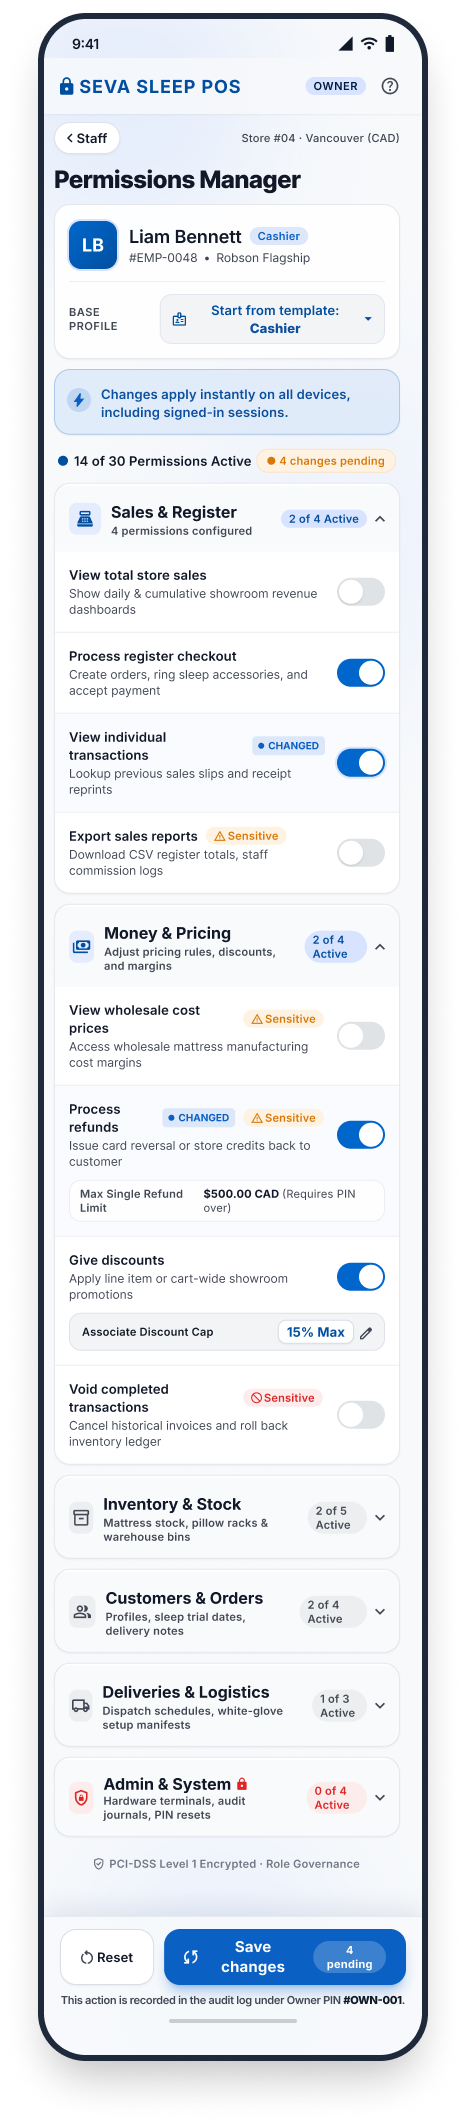 9:41
SEVA SLEEP POS
OWNER
Staff
Store #04 · Vancouver (CAD)
Permissions Manager
LB
Liam Bennett
Cashier
#EMP-0048 • Robson Flagship
BASE
PROFILE
Start from template:
Cashier
Changes apply instantly on all devices,
including signed-in sessions.
14 of 30 Permissions Active
4 changes pending
Sales & Register
4 permissions configured
2 of 4 Active
View total store sales
Show daily & cumulative showroom revenue
dashboards
Process register checkout
Create orders, ring sleep accessories, and
accept payment
View individual
transactions
CHANGED
Lookup previous sales slips and receipt
reprints
Export sales reports
Sensitive
Download CSV register totals, staff
commission logs
Money & Pricing
Adjust pricing rules, discounts,
and margins
2 of 4
Active
View wholesale cost
prices
Sensitive
Access wholesale mattress manufacturing
cost margins
Process
refunds
CHANGED
Sensitive
Issue card reversal or store credits back to
customer
Max Single Refund
Limit
$500.00 CAD (Requires PIN
over)
Give discounts
Apply line item or cart-wide showroom
promotions
Associate Discount Cap
15% Max
Void completed
transactions
Sensitive
Cancel historical invoices and roll back
inventory ledger
Inventory & Stock
Mattress stock, pillow racks &
warehouse bins
2 of 5
Active
Customers & Orders
Profiles, sleep trial dates,
delivery notes
2 of 4
Active
Deliveries & Logistics
Dispatch schedules, white-glove
setup manifests
1 of 3
Active
Admin & System
Hardware terminals, audit
journals, PIN resets
0 of 4
Active
PCI-DSS Level 1 Encrypted · Role Governance
Reset
Save
changes
4
pending
This action is recorded in the audit log under Owner PIN #OWN-001.